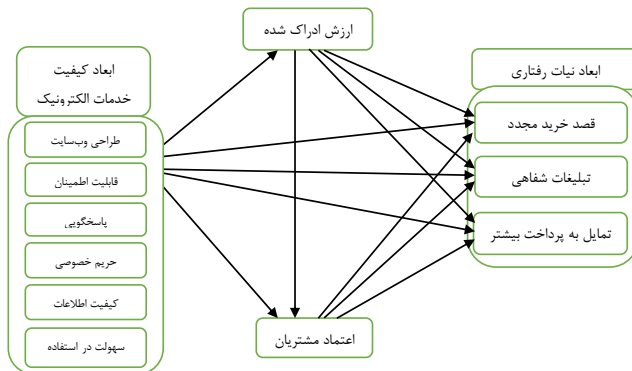 ارزش ادراک شده
ابعاد کیفیت
خدمات الکترونیک
ابعاد نیات رفتاری
طراحی وب‌سایت
قابلیت اطمینان
پاسخگویی
حریم خصوصی
کیفیت اطلاعات
سهولت در استفاده
قصد خرید مجدد
تبلیغات شفاهی
تمایل به پرداخت بیشتر
اعتماد مشتریان